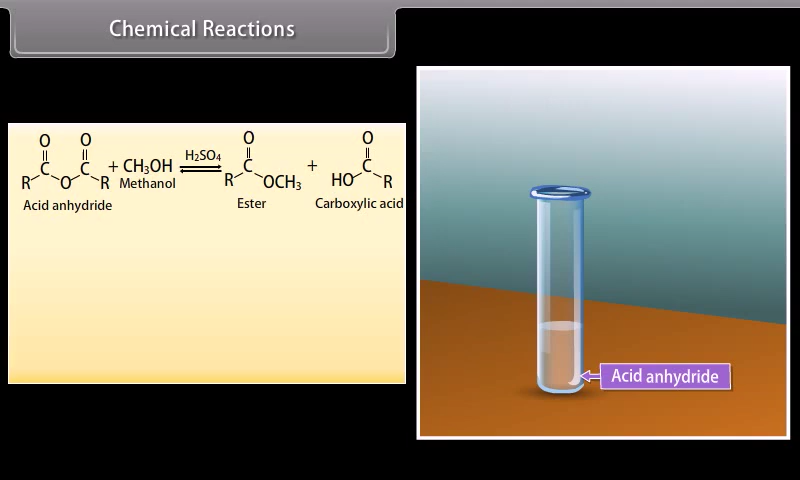 Chemical Reactions
O O O O
C C + CH₃OH H₂SO₄ C + C
R O R Methanol R OCH₃ HO R
Acid anhydride Ester Carboxylic acid
Acid anhydride